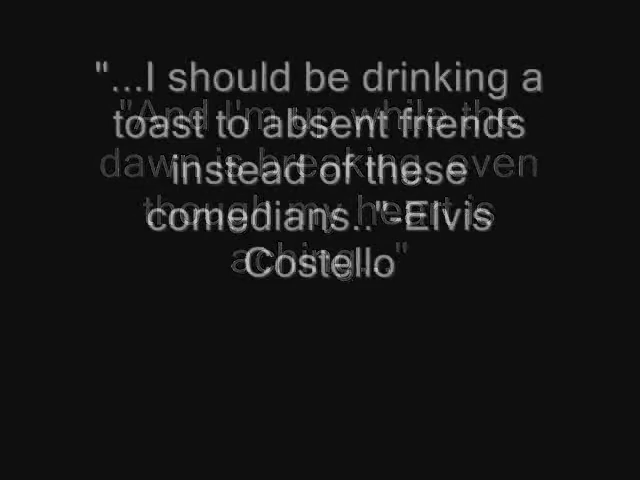 "...I should be drinking a
toast to absent friends
instead of these
comedians.."-Elvis
Costello
"And I'm up while the
dawn is breaking, even
though my heart is
aching..."